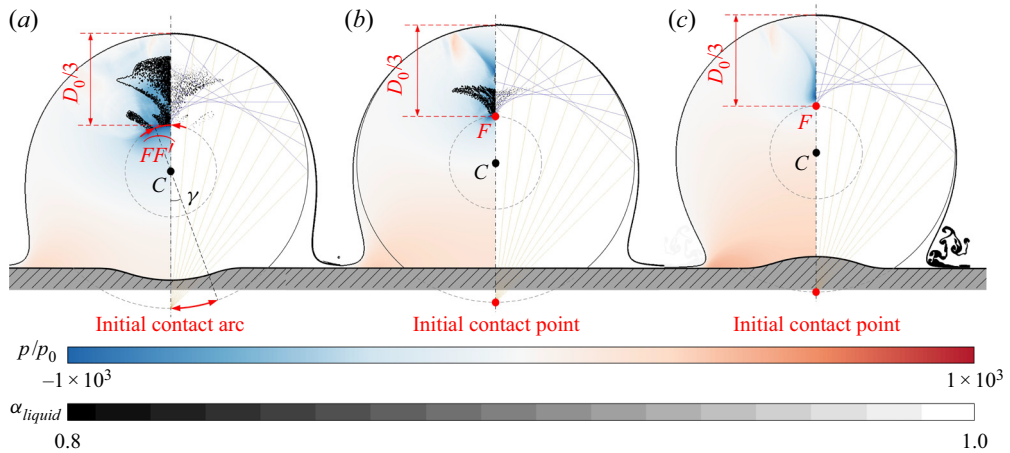 (a) (b) (c)
D₀/3 D₀/3 D₀/3
FF′ F F
C C C
γ
Initial contact arc Initial contact point Initial contact point
p/p₀
–1 × 10³ 1 × 10³
α_liquid
0.8 1.0